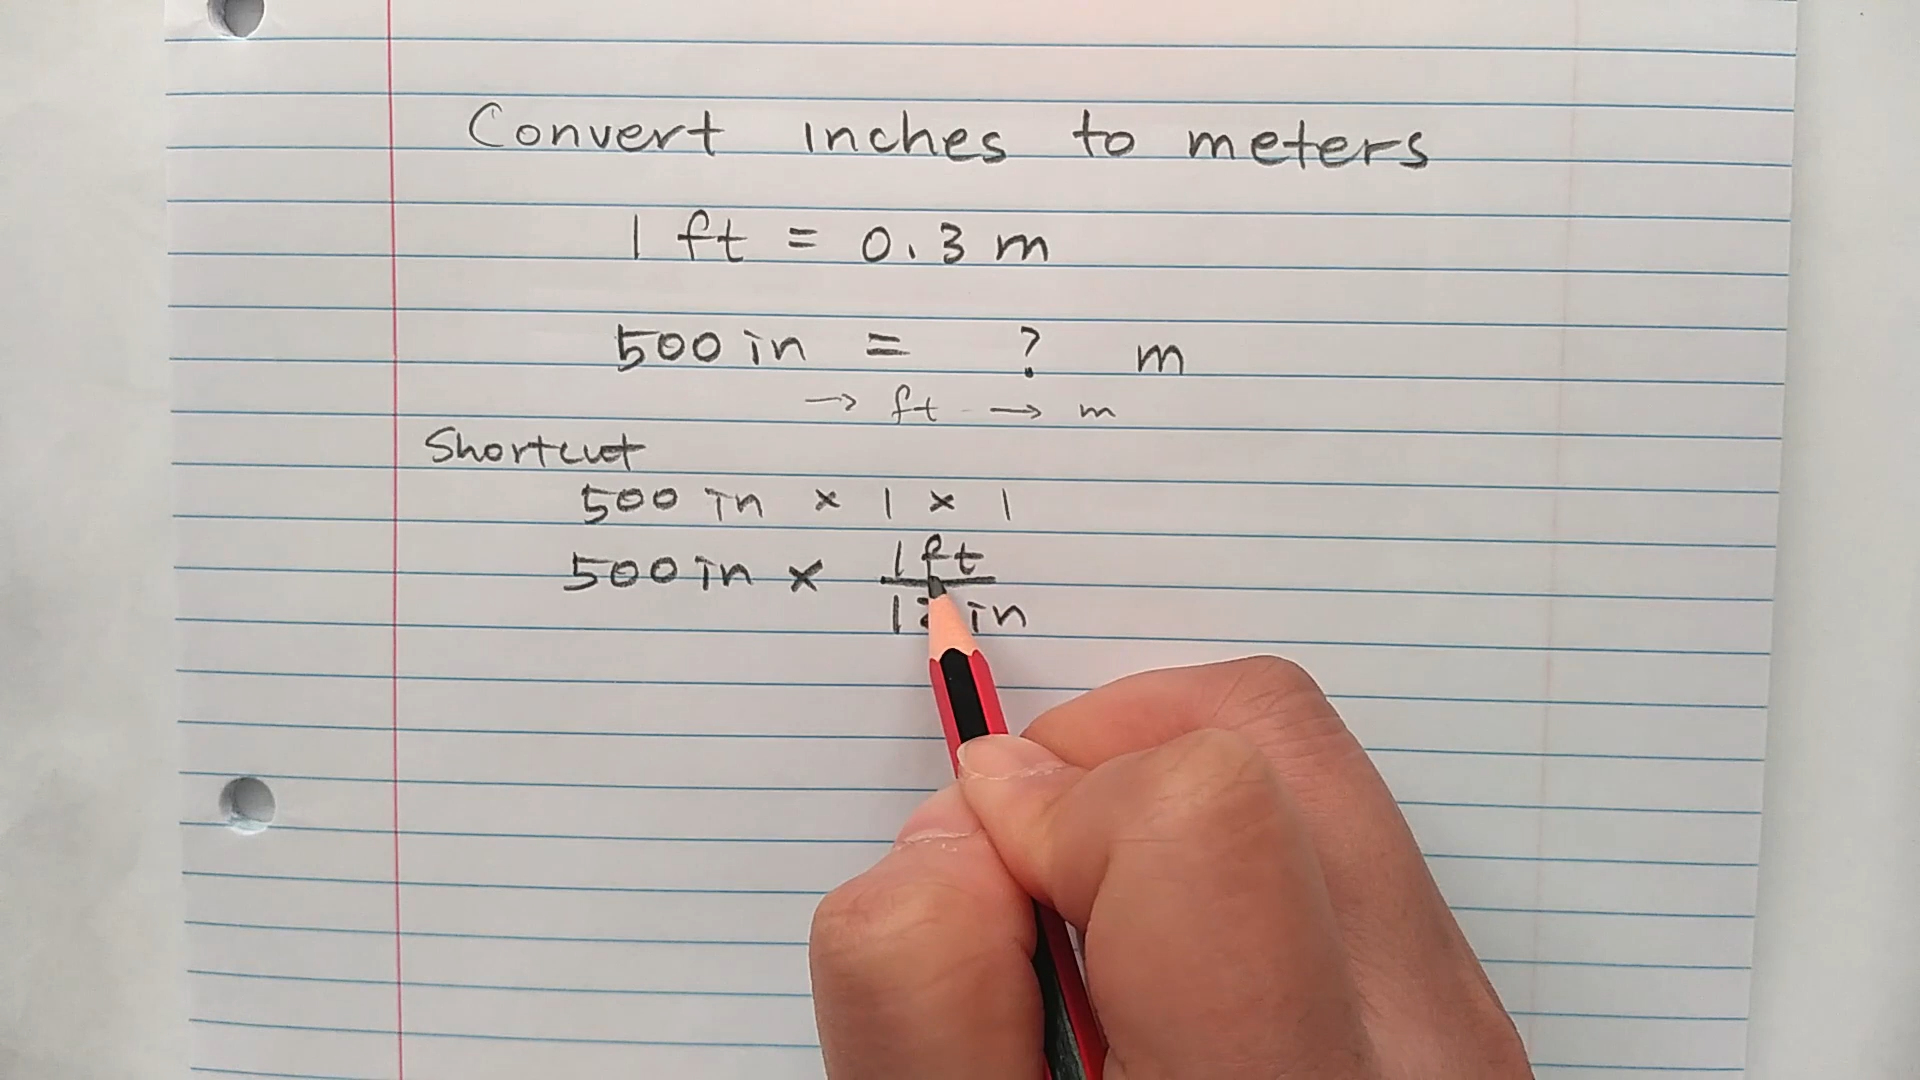 Convert inches to meters
1 ft = 0.3 m
500 in = ? m
→ ft → m
Shortcut
500 in × 1 × 1
500 in × 1 ft
12 in